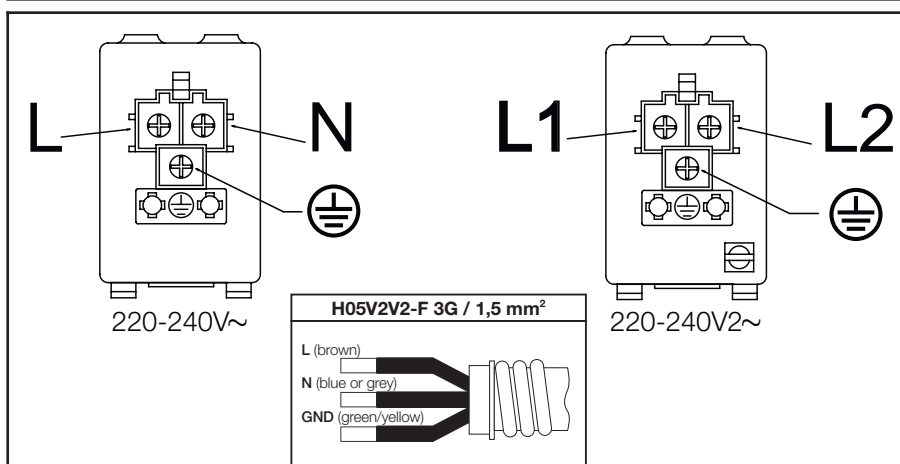 L
N
220-240V~
L1
L2
220-240V2~
H05V2V2-F 3G / 1,5 mm²
L (brown)
N (blue or grey)
GND (green/yellow)